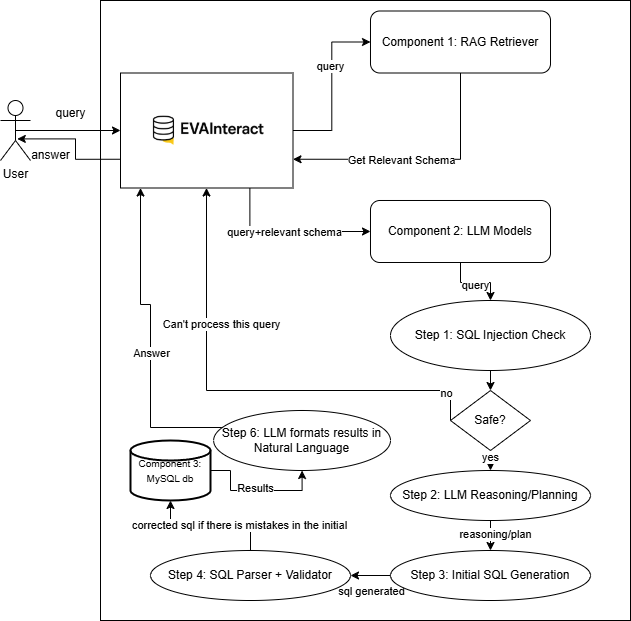 Component 1: RAG Retriever
query
query
EVAInteract
answer
Get Relevant Schema
User
query+relevant schema
Component 2: LLM Models
query
Step 1: SQL Injection Check
Can't process this query
Answer
no
Safe?
yes
Step 6: LLM formats results in
Natural Language
Component 3:
MySQL db
Results
Step 2: LLM Reasoning/Planning
corrected sql if there is mistakes in the initial
reasoning/plan
Step 4: SQL Parser + Validator
Step 3: Initial SQL Generation
sql generated